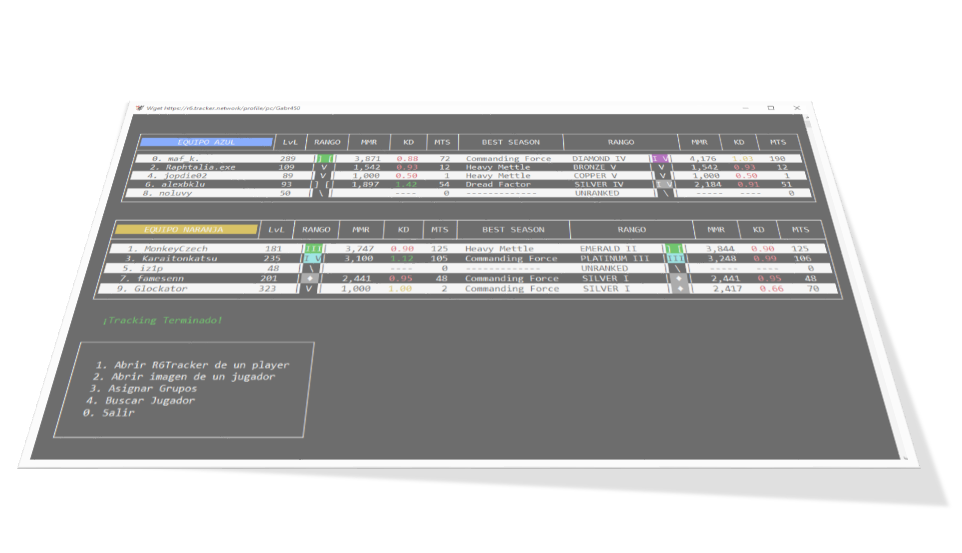 Wget https://r6.tracker.network/profile/pc/Gabr450
EQUIPO AZUL LvL RANGO MMR KD MTS BEST SEASON RANGO MMR KD MTS
0. maf_k. 289 ] [ 3,871 0.88 72 Commanding Force DIAMOND IV I V 4,176 1.03 190
2. Raphtalia.exe 109 V 1,542 0.93 12 Heavy Mettle BRONZE V V 1,542 0.93 12
4. jopdie02 89 V 1,000 0.50 1 Heavy Mettle COPPER V V 1,000 0.50 1
6. alexbklu 93 ] [ 1,897 1.42 54 Dread Factor SILVER IV 2,184 0.91 51
8. noluvy 50 \ ---- 0 ------------- UNRANKED \ ----- ---- 0
EQUIPO NARANJA LvL RANGO MMR KD MTS BEST SEASON RANGO MMR KD MTS
1. MonkeyCzech 181 III 3,747 0.90 125 Heavy Mettle EMERALD II ] [ 3,844 0.90 125
3. Karaitonkatsu 235 I V 3,100 1.12 105 Commanding Force PLATINUM III III 3,248 0.99 106
5. iz1p 48 \ ---- 0 ------------- UNRANKED \ ----- ---- 0
7. famesenn 201 ♦ 2,441 0.95 48 Commanding Force SILVER I ♦ 2,441 0.95 48
9. Glockator 323 V 1,000 1.00 2 Commanding Force SILVER I ♦ 2,417 0.66 70
¡Tracking Terminado!
1. Abrir R6Tracker de un player
2. Abrir imagen de un jugador
3. Asignar Grupos
4. Buscar Jugador
0. Salir